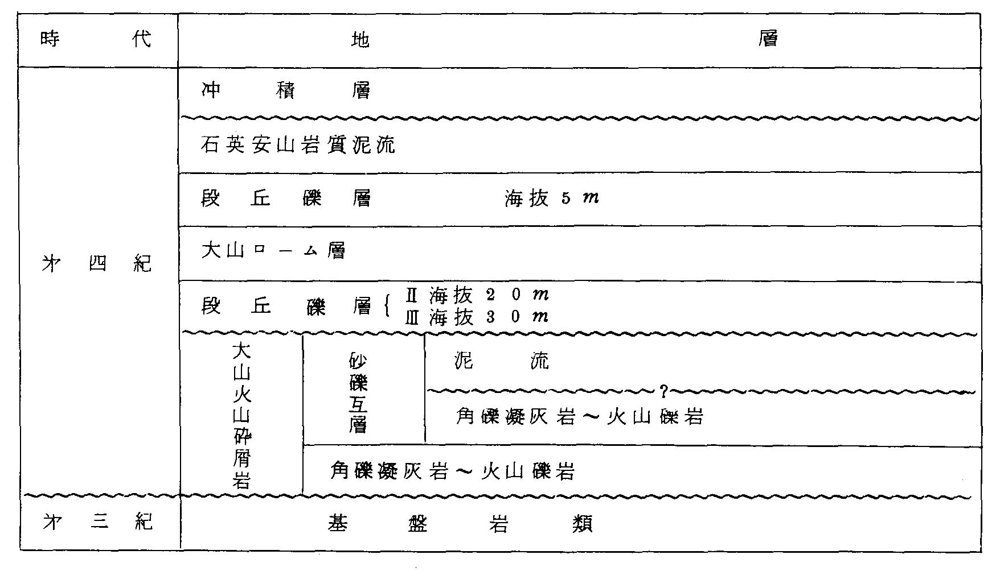 時代 地層
冲積層
石英安山岩質泥流
段丘礫層 海抜5m
大山ローム層
才四紀
段丘礫層{ Ⅱ 海抜20m
Ⅲ 海抜30m
大山火山砕屑岩
砂礫互層
泥流
?
角礫凝灰岩～火山礫岩
角礫凝灰岩～火山礫岩
才三紀 基盤岩類